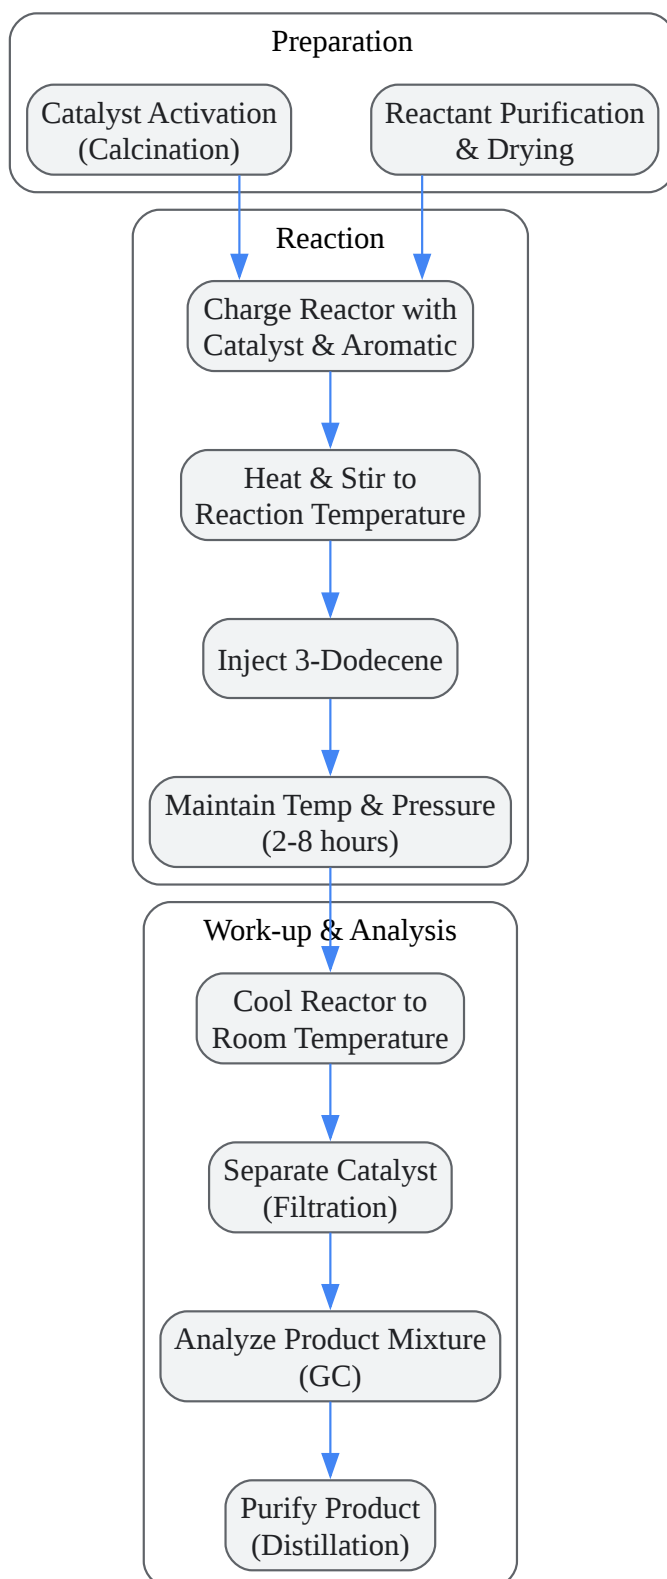 Preparation
Catalyst Activation
(Calcination)
Reactant Purification
& Drying
Reaction
Charge Reactor with
Catalyst & Aromatic
Heat & Stir to
Reaction Temperature
Inject 3-Dodecene
Maintain Temp & Pressure
(2-8 hours)
Work-up & Analysis
Cool Reactor to
Room Temperature
Separate Catalyst
(Filtration)
Analyze Product Mixture
(GC)
Purify Product
(Distillation)